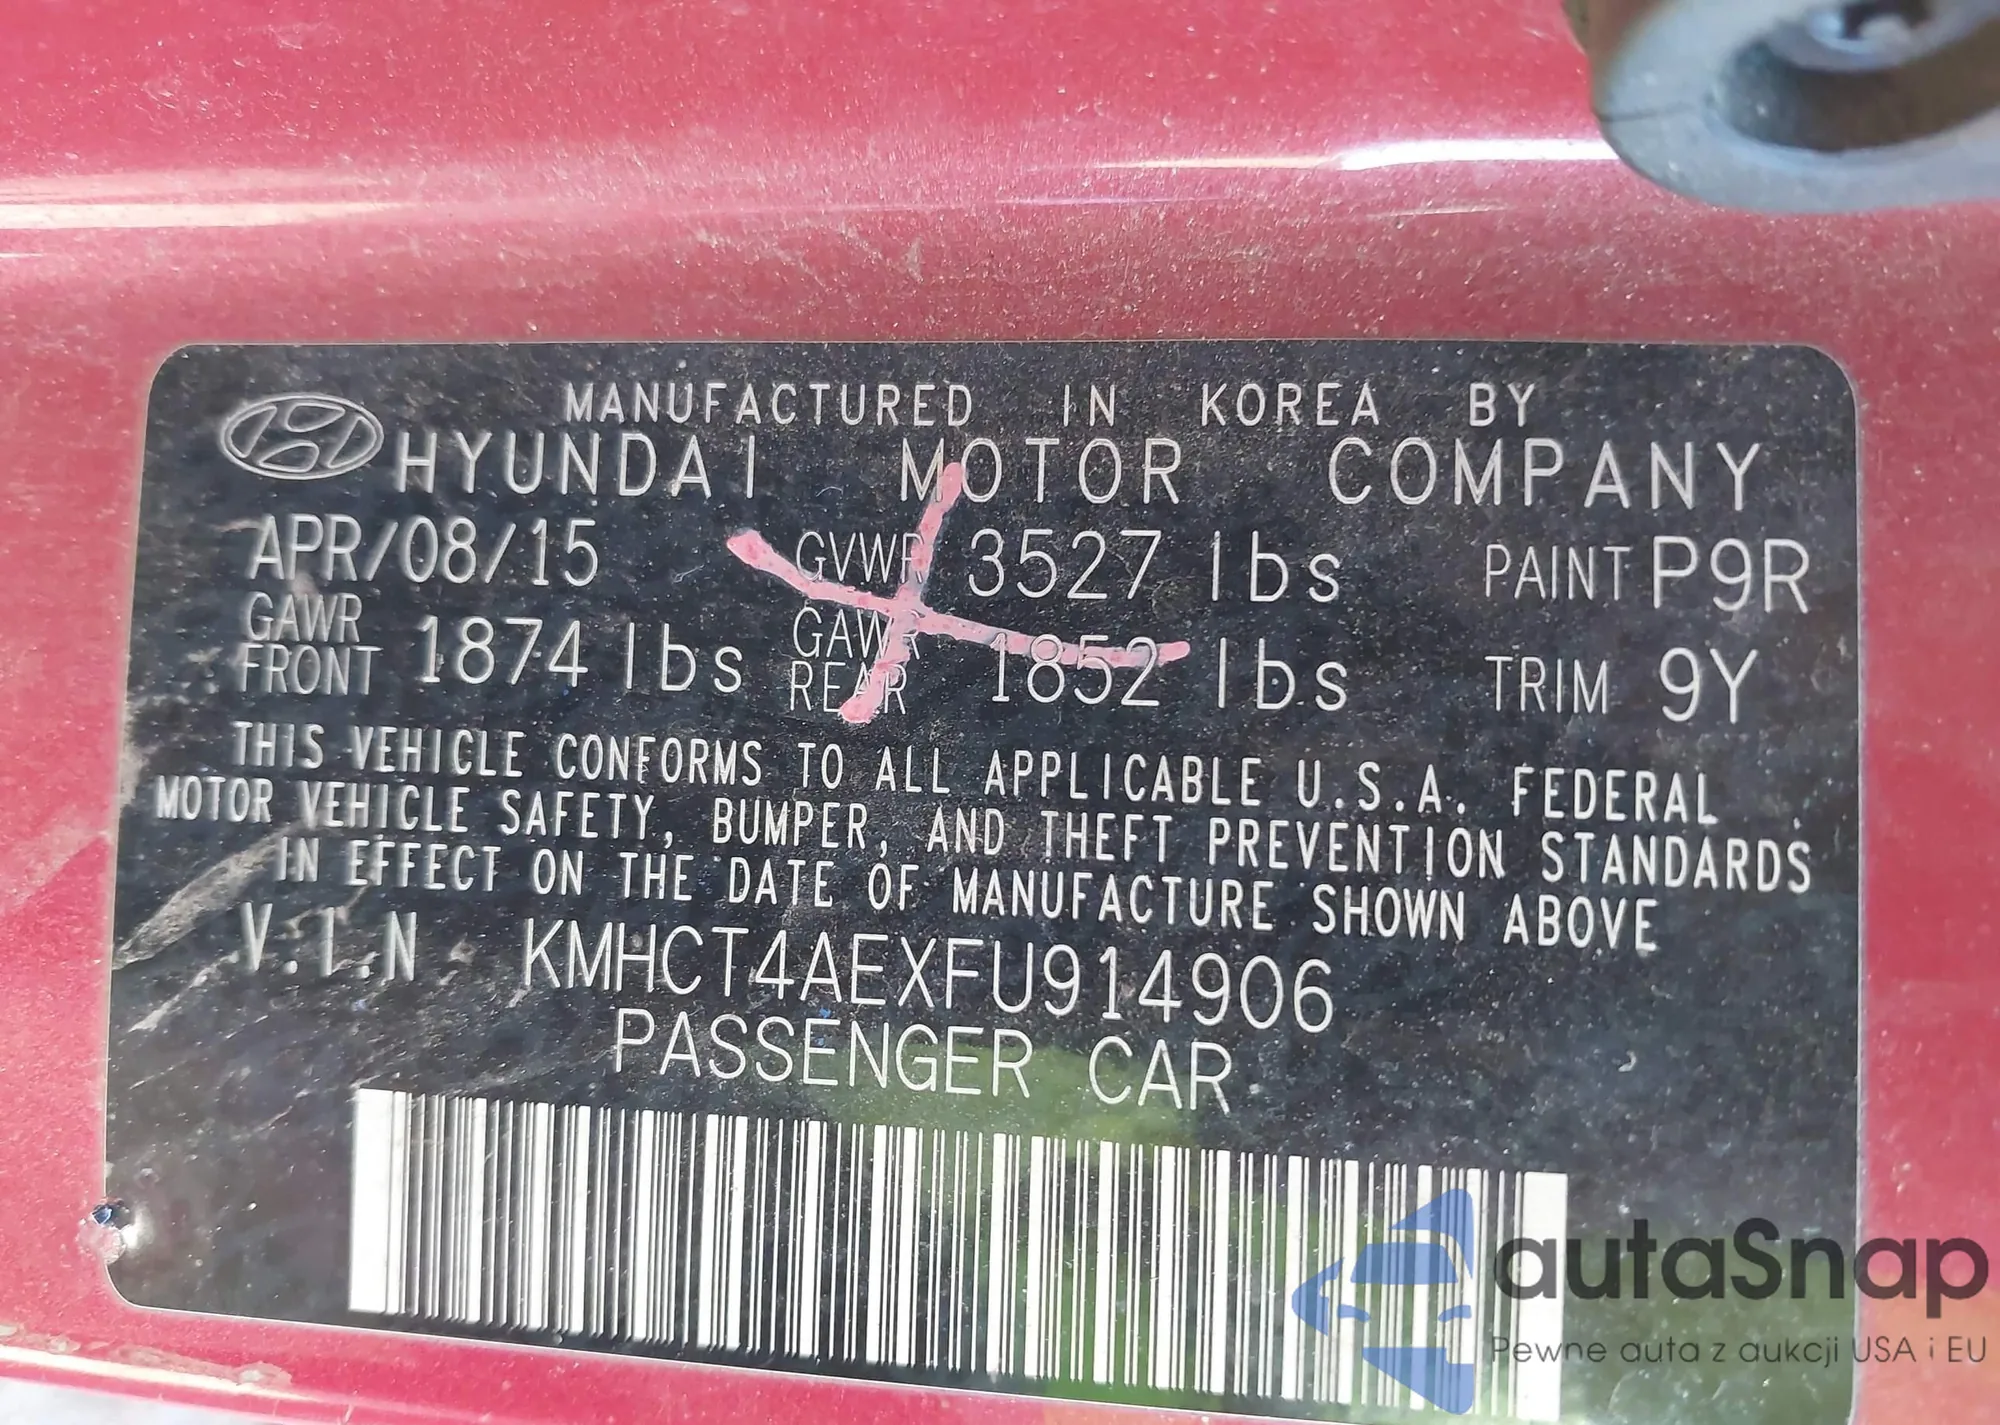 MANUFACTURED IN KOREA BY
HYUNDAI MOTOR COMPANY
APR/08/15 GVWR 3527 lbs PAINT P9R
GAWR FRONT 1874 lbs GAWR REAR 1852 lbs TRIM 9Y
THIS VEHICLE CONFORMS TO ALL APPLICABLE U.S.A. FEDERAL
MOTOR VEHICLE SAFETY, BUMPER, AND THEFT PREVENTION STANDARDS
IN EFFECT ON THE DATE OF MANUFACTURE SHOWN ABOVE
V.I.N KMHCT4AEXFU914906
PASSENGER CAR
autaSnap
Pewne auta z aukcji USA i EU